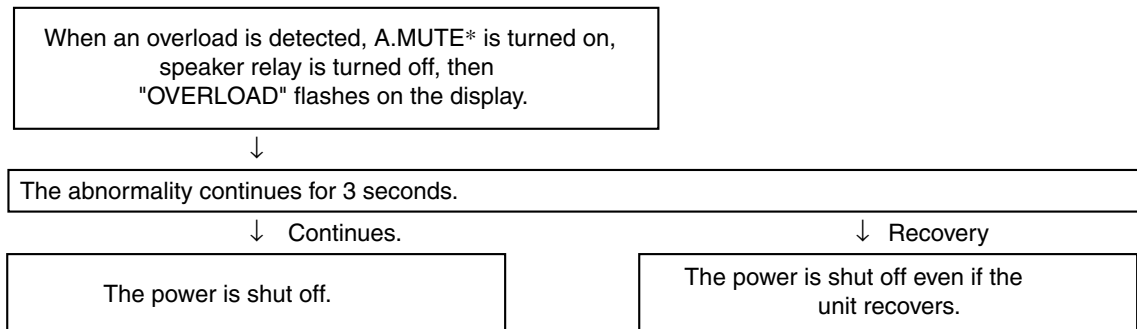 When an overload is detected, A.MUTE* is turned on,
speaker relay is turned off, then
"OVERLOAD" flashes on the display.
↓
The abnormality continues for 3 seconds.
↓ Continues.
↓ Recovery
The power is shut off.
The power is shut off even if the
unit recovers.